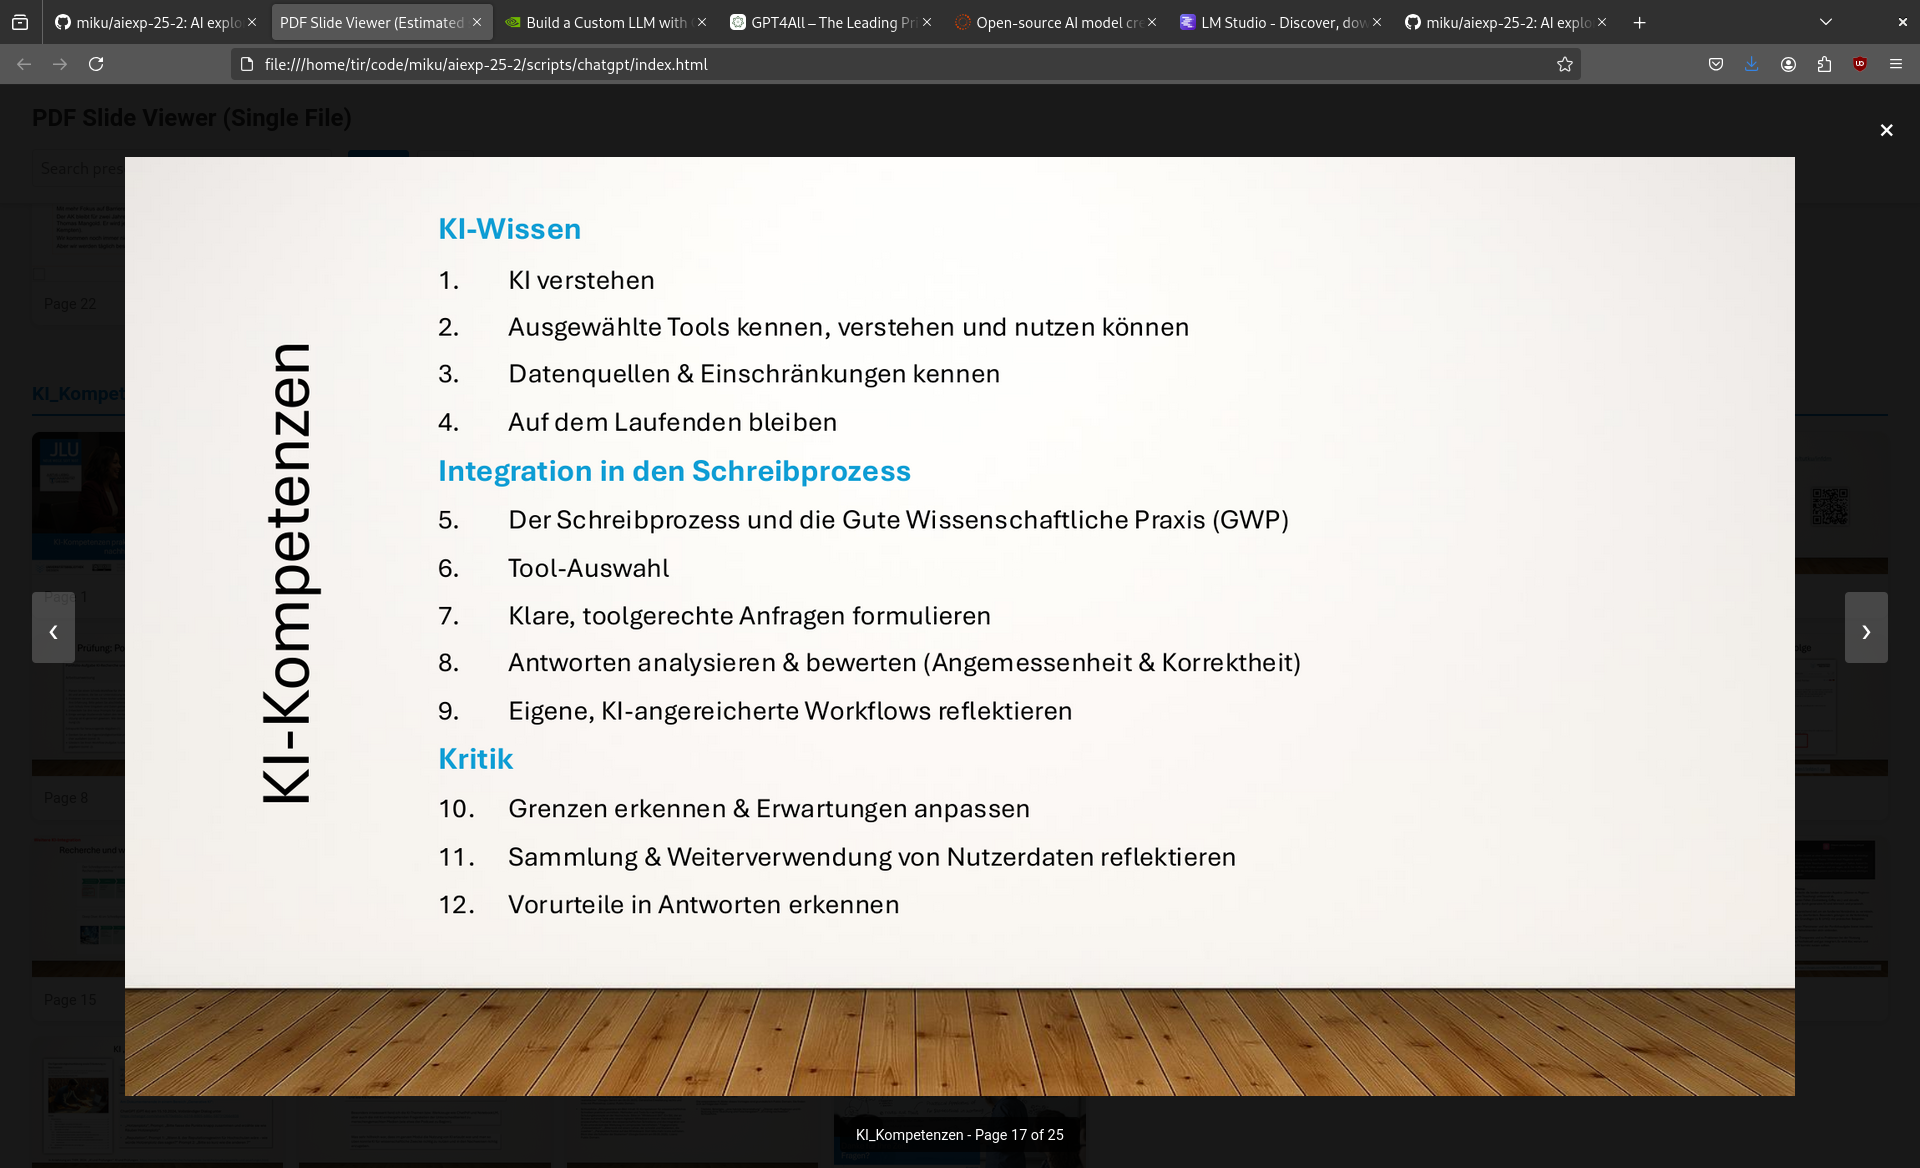 miku/aiexp-25-2: AI explo
PDF Slide Viewer (Estimated
Build a Custom LLM with
GPT4All – The Leading Pri
Open-source AI model cre
LM Studio - Discover, dow
miku/aiexp-25-2: AI explo
file:///home/tir/code/miku/aiexp-25-2/scripts/chatgpt/index.html
PDF Slide Viewer (Single File)
Search pres
Page 22
KI_Kompet
JLU
Page 1
Page 8
Page 15
KI-Kompetenzen
KI-Wissen
1. KI verstehen
2. Ausgewählte Tools kennen, verstehen und nutzen können
3. Datenquellen & Einschränkungen kennen
4. Auf dem Laufenden bleiben
Integration in den Schreibprozess
5. Der Schreibprozess und die Gute Wissenschaftliche Praxis (GWP)
6. Tool-Auswahl
7. Klare, toolgerechte Anfragen formulieren
8. Antworten analysieren & bewerten (Angemessenheit & Korrektheit)
9. Eigene, KI-angereicherte Workflows reflektieren
Kritik
10. Grenzen erkennen & Erwartungen anpassen
11. Sammlung & Weiterverwendung von Nutzerdaten reflektieren
12. Vorurteile in Antworten erkennen
KI_Kompetenzen - Page 17 of 25
Fragen?